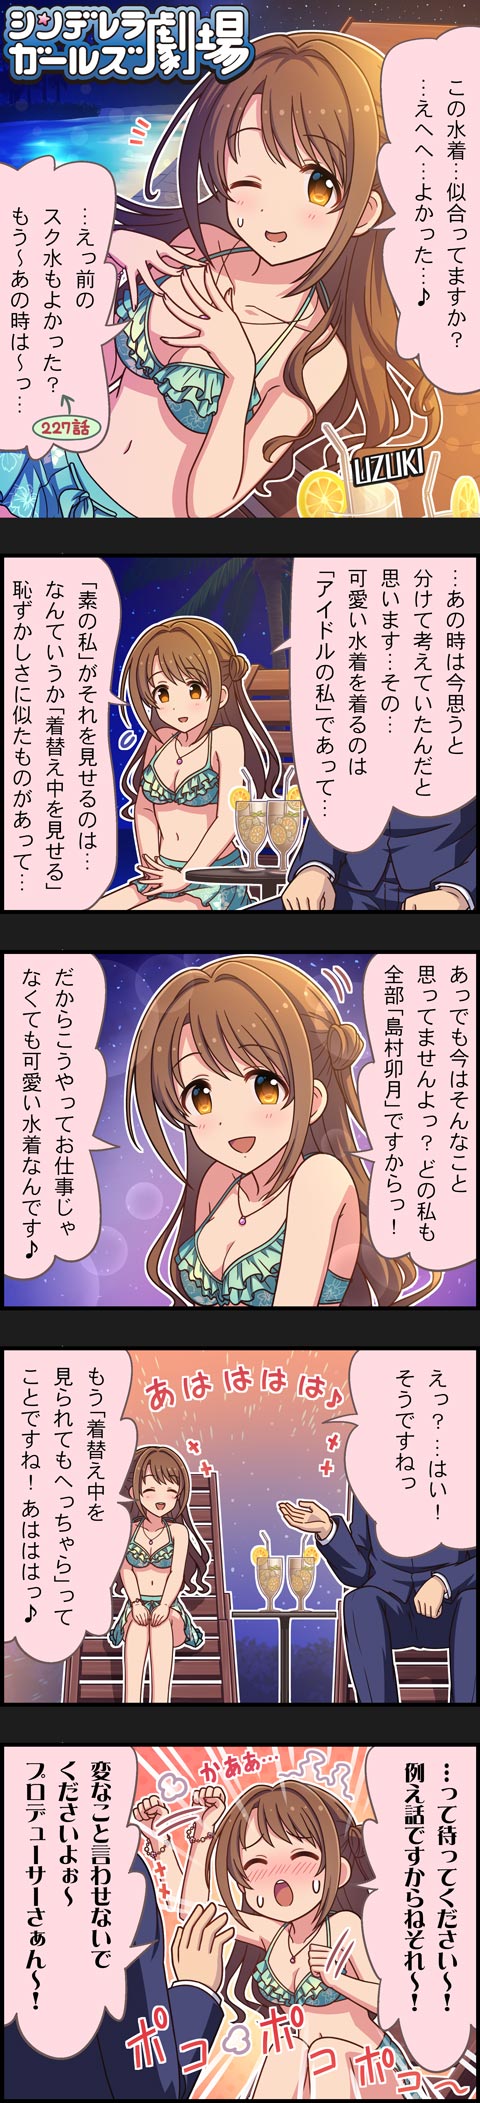 シンデレラ
ガールズ劇場
この水着…似合ってますか?
…えへへ…よかった…♪
…えっ前の
スク水もよかった?
もう～あの時は～っ…
227話
UZUKI
…あの時は今思うと
分けて考えていたんだと
思います…その…
可愛い水着を着るのは
「アイドルの私」であって…
「素の私」がそれを見せるのは…
なんていうか「着替え中を見せる」
恥ずかしさに似たものがあって…
あっでも今はそんなこと
思ってませんよっ?どの私も
全部「島村卯月」ですからっ!
だからこうやってお仕事じゃ
なくても可愛い水着なんです♪
あはははは♪
えっ?…はい!
そうですねっ
もう「着替え中を
見られてもへっちゃら」って
ことですね!あはははっ♪
かああ…
…って待ってください～!
例え話ですからねそれ～!
変なこと言わせないで
くださいよぉ～
プロデューサーさぁん～!
ポコポコポコ～